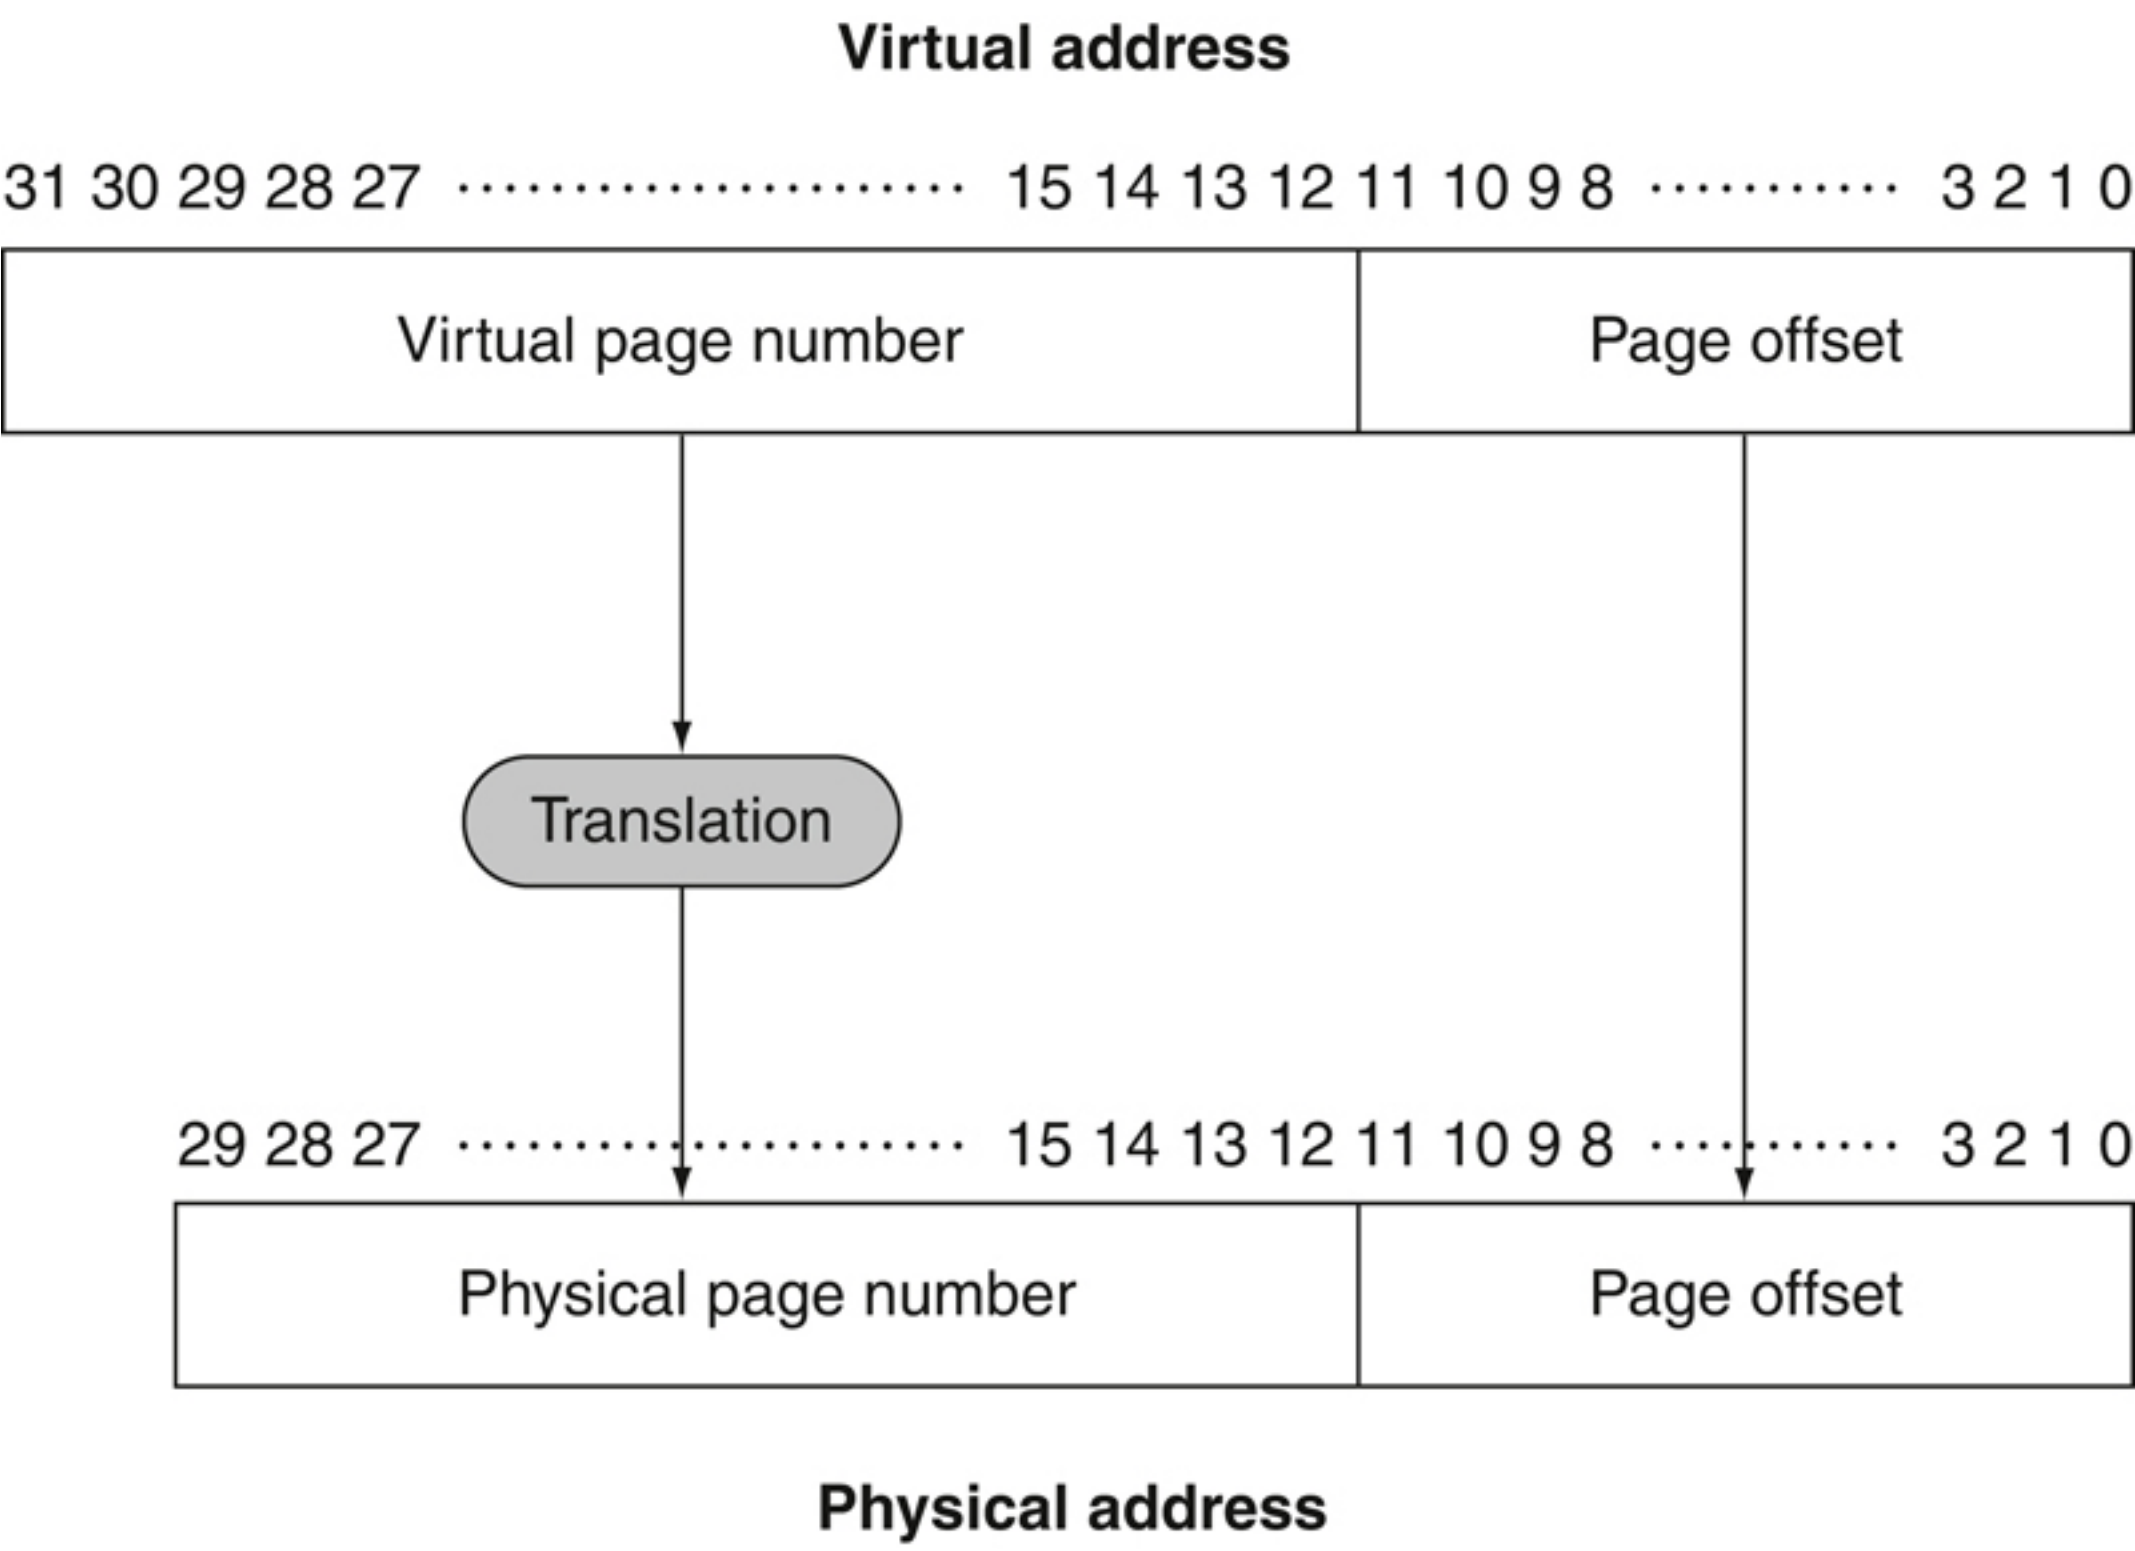 Virtual address
31 30 29 28 27 ······················ 15 14 13 12 11 10 9 8 ··········· 3 2 1 0
Virtual page number Page offset
Translation
29 28 27 ······················ 15 14 13 12 11 10 9 8 ··········· 3 2 1 0
Physical page number Page offset
Physical address